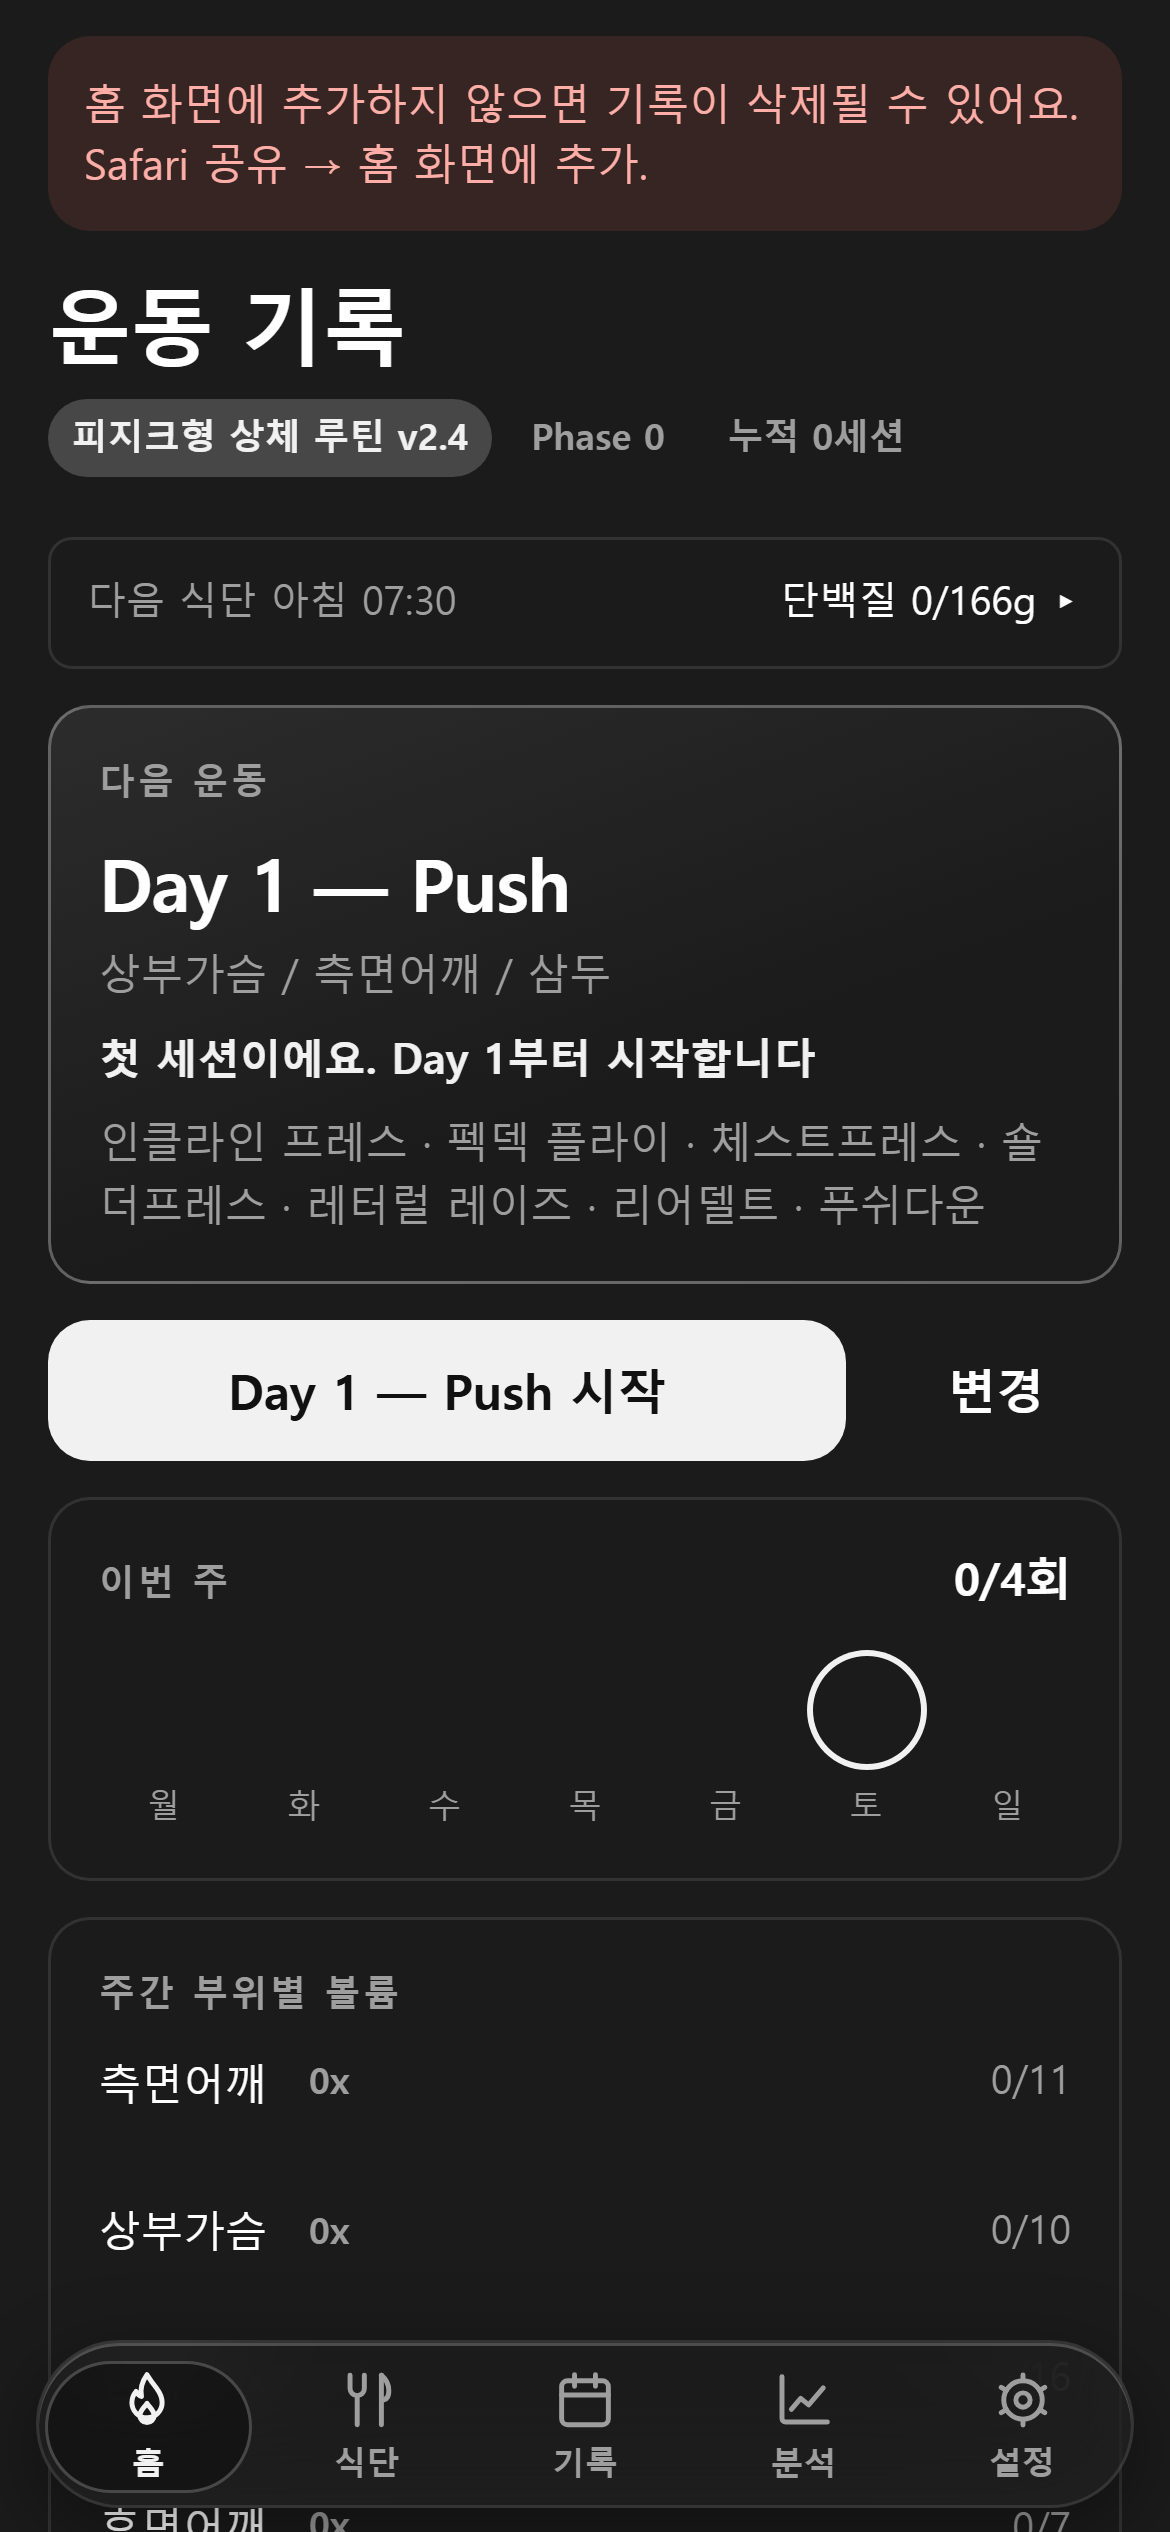 홈 화면에 추가하지 않으면 기록이 삭제될 수 있어요.
Safari 공유 → 홈 화면에 추가.
운동 기록
피지크형 상체 루틴 v2.4 Phase 0 누적 0세션
다음 식단 아침 07:30 단백질 0/166g ▸
다음 운동
Day 1 — Push
상부가슴 / 측면어깨 / 삼두
첫 세션이에요. Day 1부터 시작합니다
인클라인 프레스 · 펙덱 플라이 · 체스트프레스 · 숄
더프레스 · 레터럴 레이즈 · 리어델트 · 푸쉬다운
Day 1 — Push 시작 변경
이번 주 0/4회
월 화 수 목 금 토 일
주간 부위별 볼륨
측면어깨 0x 0/11
상부가슴 0x 0/10
홈 식단 기록 분석 설정
후면어깨 0x 0/7